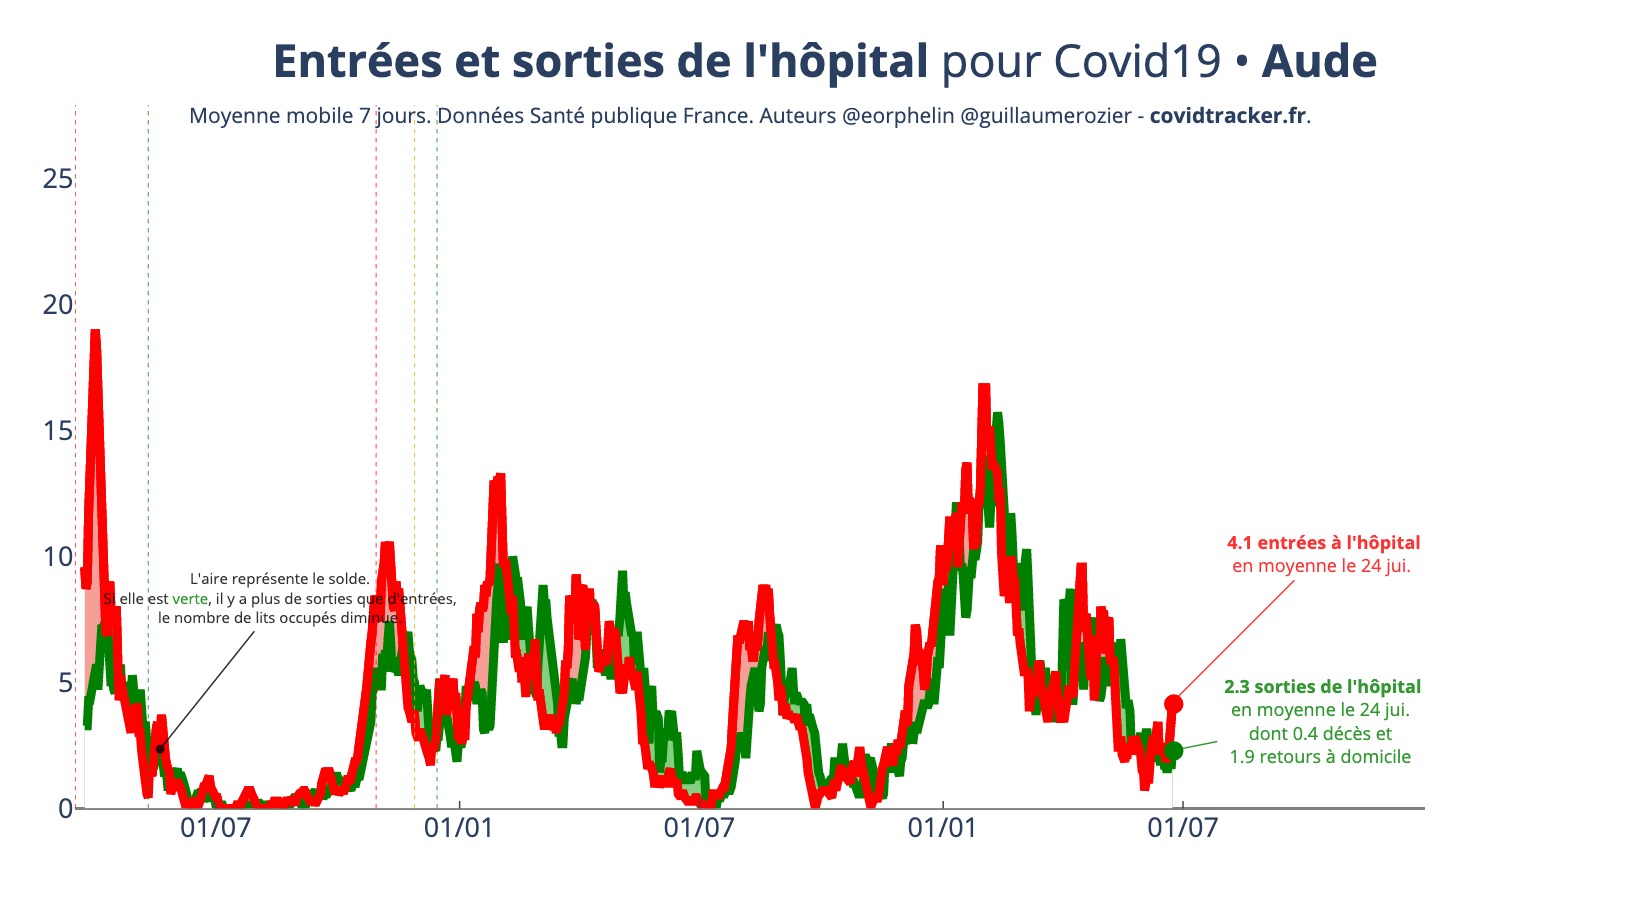 Entrées et sorties de l'hôpital pour Covid19 • Aude
Moyenne mobile 7 jours. Données Santé publique France. Auteurs @eorphelin @guillaumerozier - covidtracker.fr.
25
20
15
10
5
0
L'aire représente le solde.
Si elle est verte, il y a plus de sorties que d'entrées,
le nombre de lits occupés diminue.
4.1 entrées à l'hôpital
en moyenne le 24 jui.
2.3 sorties de l'hôpital
en moyenne le 24 jui.
dont 0.4 décès et
1.9 retours à domicile
01/07
01/01
01/07
01/01
01/07